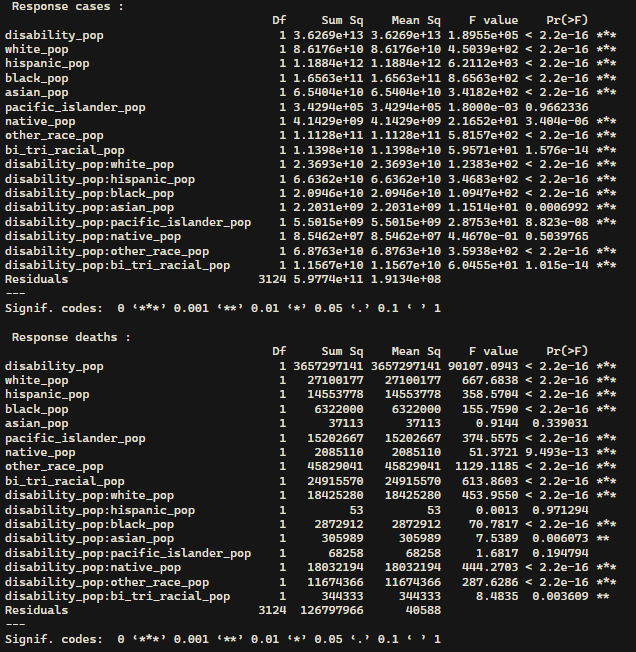 Response cases :
Df Sum Sq Mean Sq F value Pr(>F)
disability_pop 1 3.6269e+13 3.6269e+13 1.8955e+05 < 2.2e-16 ***
white_pop 1 8.6176e+10 8.6176e+10 4.5039e+02 < 2.2e-16 ***
hispanic_pop 1 1.1884e+12 1.1884e+12 6.2112e+03 < 2.2e-16 ***
black_pop 1 1.6563e+11 1.6563e+11 8.6563e+02 < 2.2e-16 ***
asian_pop 1 6.5404e+10 6.5404e+10 3.4182e+02 < 2.2e-16 ***
pacific_islander_pop 1 3.4294e+05 3.4294e+05 1.8000e-03 0.9662336
native_pop 1 4.1429e+09 4.1429e+09 2.1652e+01 3.404e-06 ***
other_race_pop 1 1.1128e+11 1.1128e+11 5.8157e+02 < 2.2e-16 ***
bi_tri_racial_pop 1 1.1398e+10 1.1398e+10 5.9571e+01 1.576e-14 ***
disability_pop:white_pop 1 2.3693e+10 2.3693e+10 1.2383e+02 < 2.2e-16 ***
disability_pop:hispanic_pop 1 6.6362e+10 6.6362e+10 3.4683e+02 < 2.2e-16 ***
disability_pop:black_pop 1 2.0946e+10 2.0946e+10 1.0947e+02 < 2.2e-16 ***
disability_pop:asian_pop 1 2.2031e+09 2.2031e+09 1.1514e+01 0.0006992 ***
disability_pop:pacific_islander_pop 1 5.5015e+09 5.5015e+09 2.8753e+01 8.823e-08 ***
disability_pop:native_pop 1 8.5462e+07 8.5462e+07 4.4670e-01 0.5039765
disability_pop:other_race_pop 1 6.8763e+10 6.8763e+10 3.5938e+02 < 2.2e-16 ***
disability_pop:bi_tri_racial_pop 1 1.1567e+10 1.1567e+10 6.0455e+01 1.015e-14 ***
Residuals 3124 5.9774e+11 1.9134e+08
---
Signif. codes: 0 ‘***’ 0.001 ‘**’ 0.01 ‘*’ 0.05 ‘.’ 0.1 ‘ ’ 1
Response deaths :
Df Sum Sq Mean Sq F value Pr(>F)
disability_pop 1 3657297141 3657297141 90107.0943 < 2.2e-16 ***
white_pop 1 27100177 27100177 667.6838 < 2.2e-16 ***
hispanic_pop 1 14553778 14553778 358.5704 < 2.2e-16 ***
black_pop 1 6322000 6322000 155.7590 < 2.2e-16 ***
asian_pop 1 37113 37113 0.9144 0.339031
pacific_islander_pop 1 15202667 15202667 374.5575 < 2.2e-16 ***
native_pop 1 2085110 2085110 51.3721 9.493e-13 ***
other_race_pop 1 45829041 45829041 1129.1185 < 2.2e-16 ***
bi_tri_racial_pop 1 24915570 24915570 613.8603 < 2.2e-16 ***
disability_pop:white_pop 1 18425280 18425280 453.9550 < 2.2e-16 ***
disability_pop:hispanic_pop 1 53 53 0.0013 0.971294
disability_pop:black_pop 1 2872912 2872912 70.7817 < 2.2e-16 ***
disability_pop:asian_pop 1 305989 305989 7.5389 0.006073 **
disability_pop:pacific_islander_pop 1 68258 68258 1.6817 0.194794
disability_pop:native_pop 1 18032194 18032194 444.2703 < 2.2e-16 ***
disability_pop:other_race_pop 1 11674366 11674366 287.6286 < 2.2e-16 ***
disability_pop:bi_tri_racial_pop 1 344333 344333 8.4835 0.003609 **
Residuals 3124 126797966 40588
---
Signif. codes: 0 ‘***’ 0.001 ‘**’ 0.01 ‘*’ 0.05 ‘.’ 0.1 ‘ ’ 1